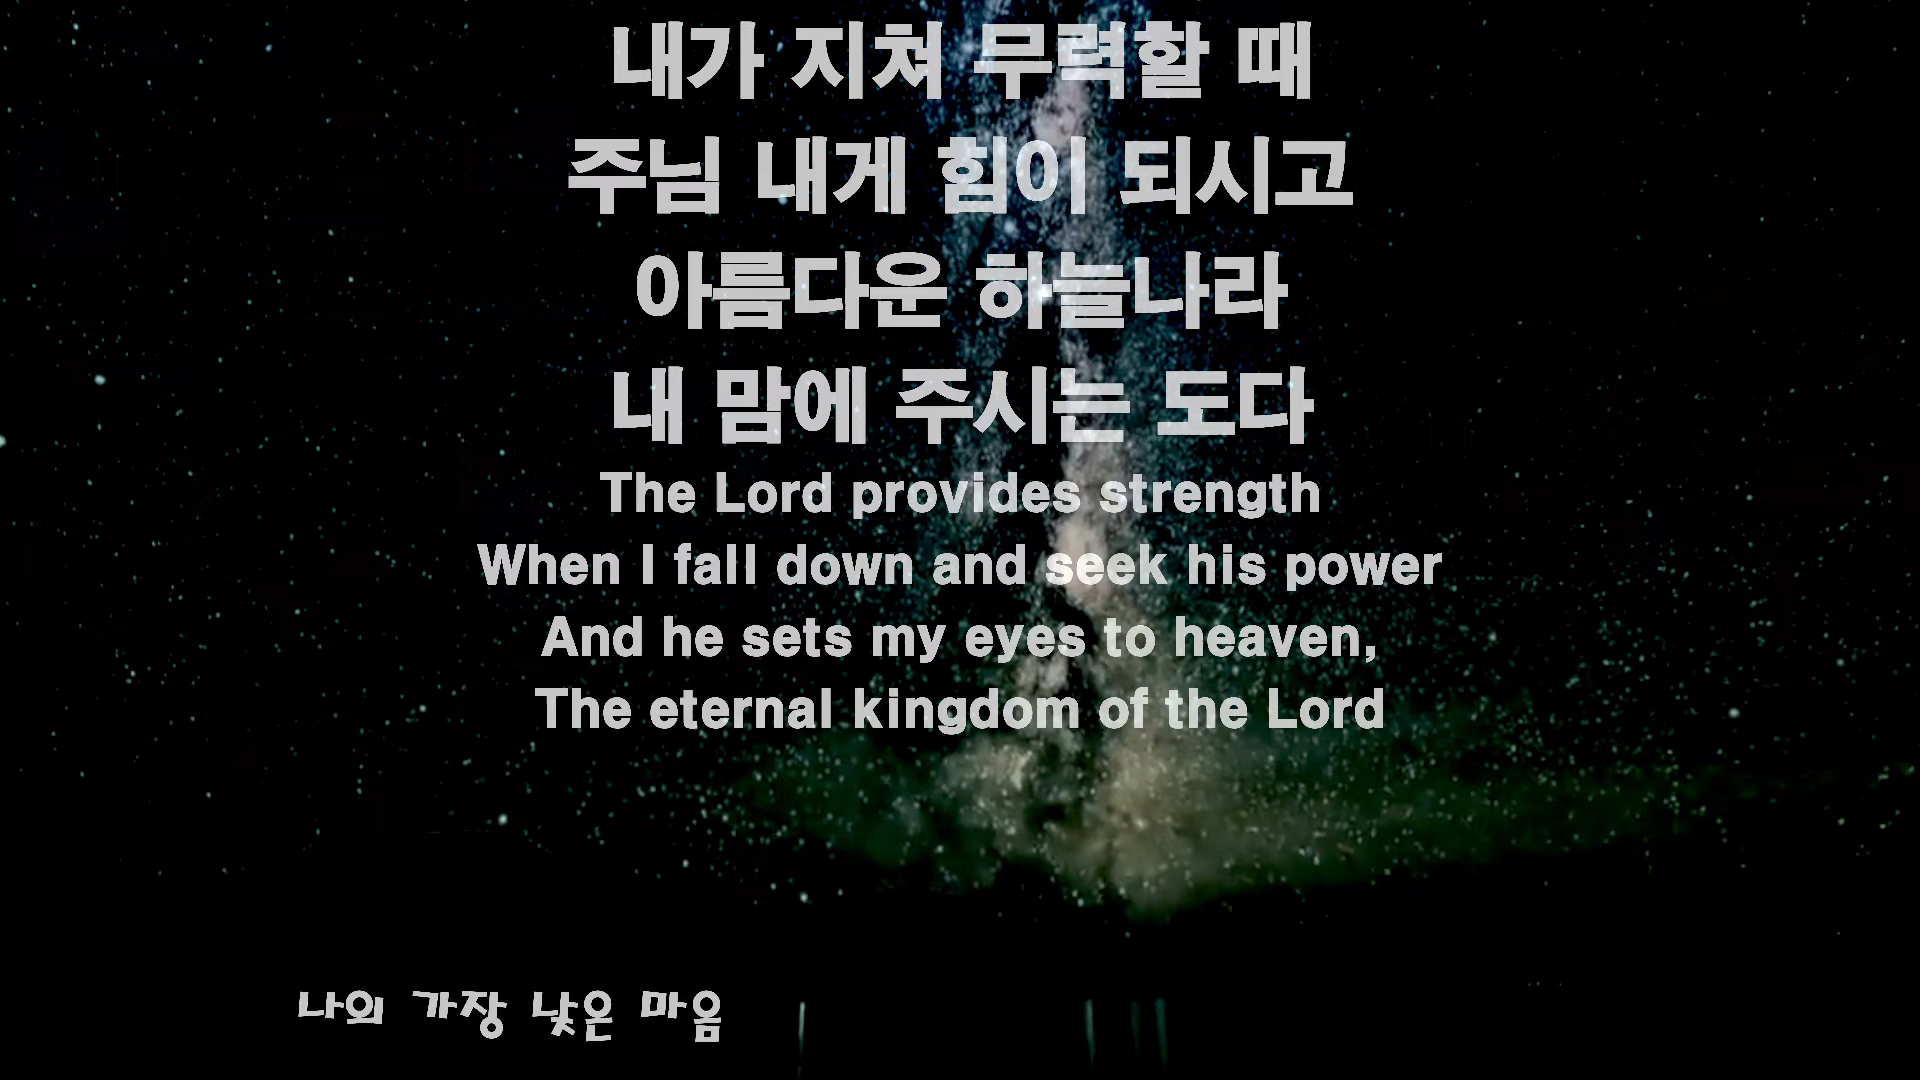 내가 지쳐 무력할 때
주님 내게 힘이 되시고
아름다운 하늘나라
내 맘에 주시는 도다
The Lord provides strength
When I fall down and seek his power
And he sets my eyes to heaven,
The eternal kingdom of the Lord
나의 가장 낮은 마음